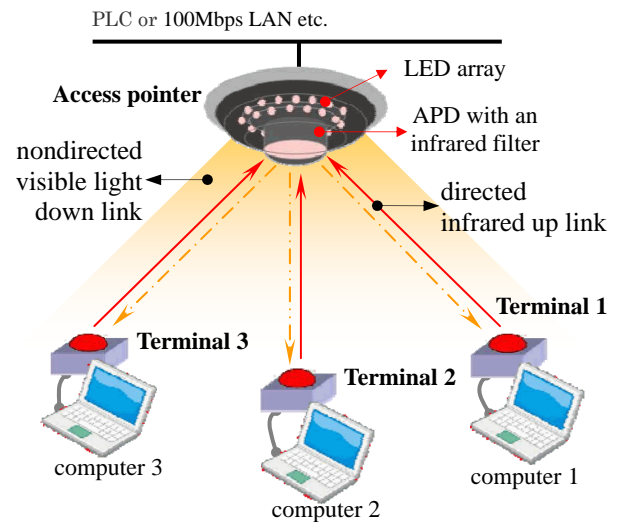 PLC or 100Mbps LAN etc.
LED array
Access pointer
APD with an
infrared filter
nondirected
visible light
down link
directed
infrared up link
Terminal 1
Terminal 3
Terminal 2
computer 3
computer 1
computer 2